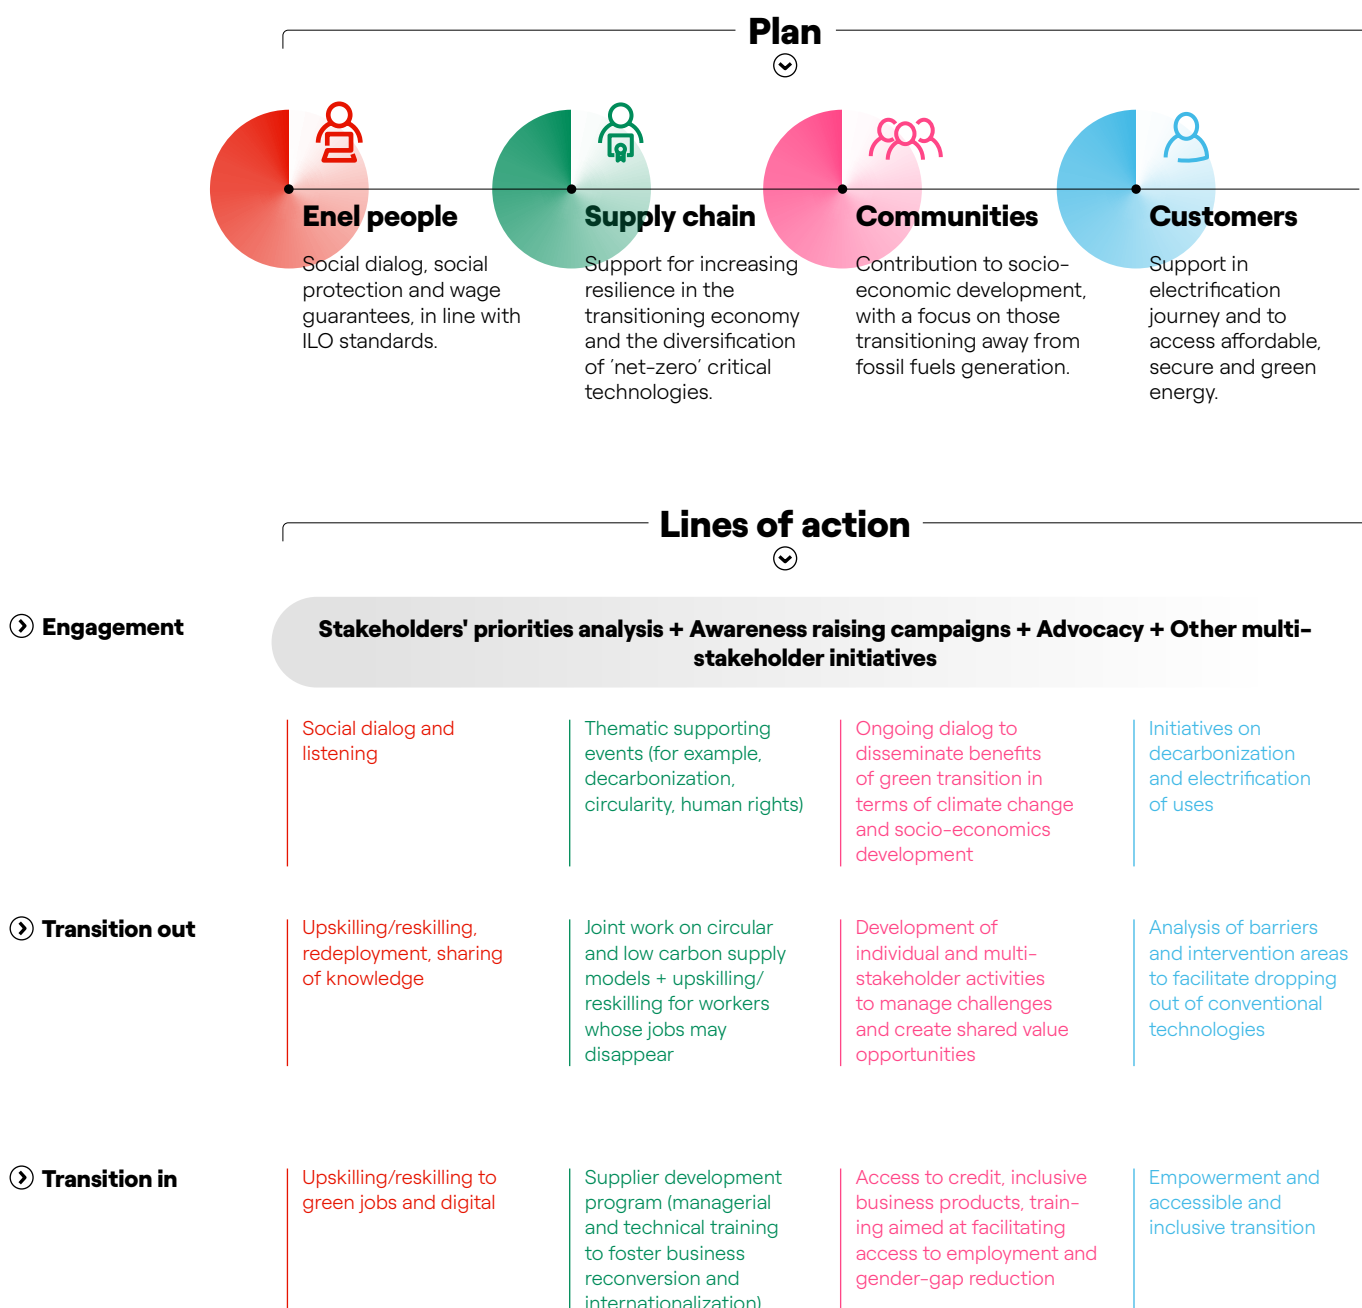 Plan
Enel people
Social dialog, social
protection and wage
guarantees, in line with
ILO standards.
Supply chain
Support for increasing
resilience in the
transitioning economy
and the diversification
of ‘net-zero’ critical
technologies.
Communities
Contribution to socio-
economic development,
with a focus on those
transitioning away from
fossil fuels generation.
Customers
Support in
electrification
journey and to
access affordable,
secure and green
energy.
Lines of action
Engagement
Stakeholders' priorities analysis + Awareness raising campaigns + Advocacy + Other multi-
stakeholder initiatives
Social dialog and
listening
Thematic supporting
events (for example,
decarbonization,
circularity, human rights)
Ongoing dialog to
disseminate benefits
of green transition in
terms of climate change
and socio-economics
development
Initiatives on
decarbonization
and electrification
of uses
Transition out
Upskilling/reskilling,
redeployment, sharing
of knowledge
Joint work on circular
and low carbon supply
models + upskilling/
reskilling for workers
whose jobs may
disappear
Development of
individual and multi-
stakeholder activities
to manage challenges
and create shared value
opportunities
Analysis of barriers
and intervention areas
to facilitate dropping
out of conventional
technologies
Transition in
Upskilling/reskilling to
green jobs and digital
Supplier development
program (managerial
and technical training
to foster business
reconversion and
internationalization)
Access to credit, inclusive
business products, train-
ing aimed at facilitating
access to employment and
gender-gap reduction
Empowerment and
accessible and
inclusive transition